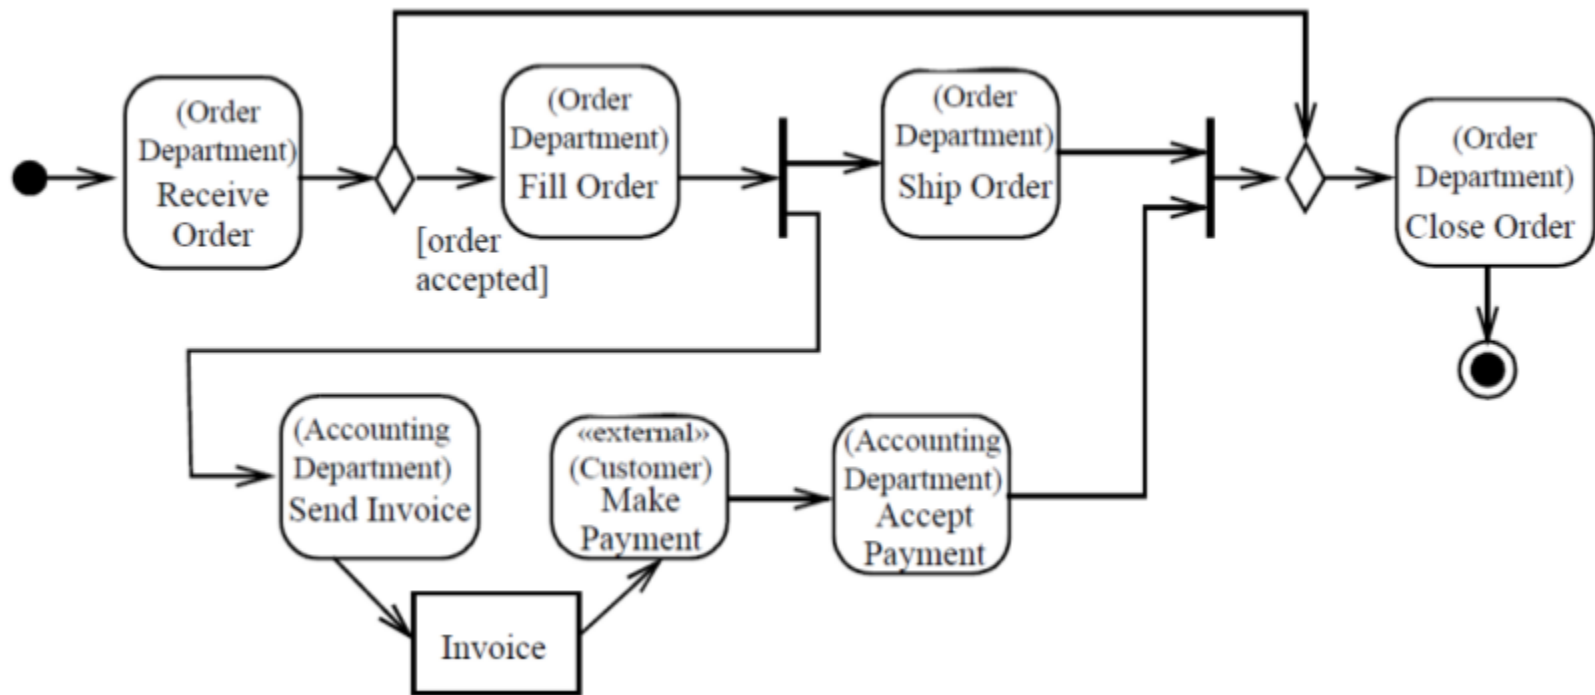 (Order
Department)
Receive
Order
[order
accepted]
(Order
Department)
Fill Order
(Order
Department)
Ship Order
(Order
Department)
Close Order
(Accounting
Department)
Send Invoice
Invoice
«external»
(Customer)
Make
Payment
(Accounting
Department)
Accept
Payment